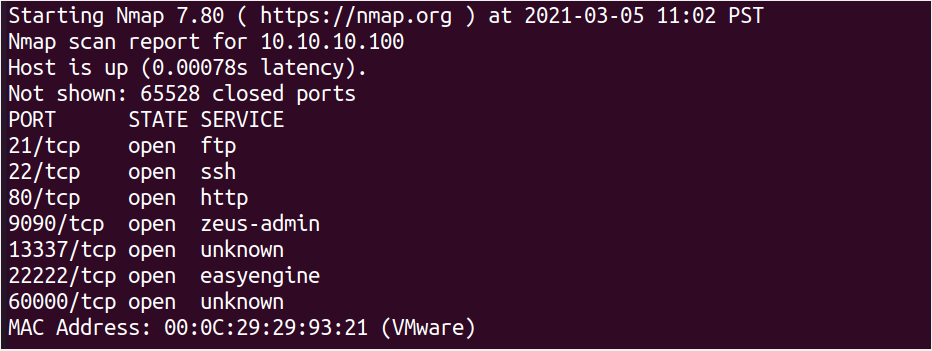 Starting Nmap 7.80 ( https://nmap.org ) at 2021-03-05 11:02 PST
Nmap scan report for 10.10.10.100
Host is up (0.00078s latency).
Not shown: 65528 closed ports
PORT      STATE SERVICE
21/tcp    open  ftp
22/tcp    open  ssh
80/tcp    open  http
9090/tcp  open  zeus-admin
13337/tcp open  unknown
22222/tcp open  easyengine
60000/tcp open  unknown
MAC Address: 00:0C:29:29:93:21 (VMware)